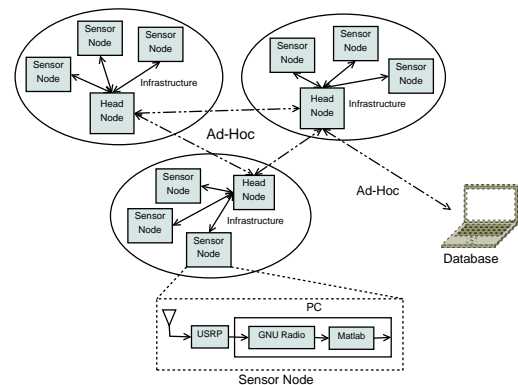 Sensor
Node
Sensor
Node
Sensor
Node
Head
Node
Infrastructure
Sensor
Node
Sensor
Node
Sensor
Node
Head
Node
Infrastructure
Ad-Hoc
Sensor
Node
Sensor
Node
Sensor
Node
Head
Node
Infrastructure
Ad-Hoc
Database
PC
USRP
GNU Radio
Matlab
Sensor Node